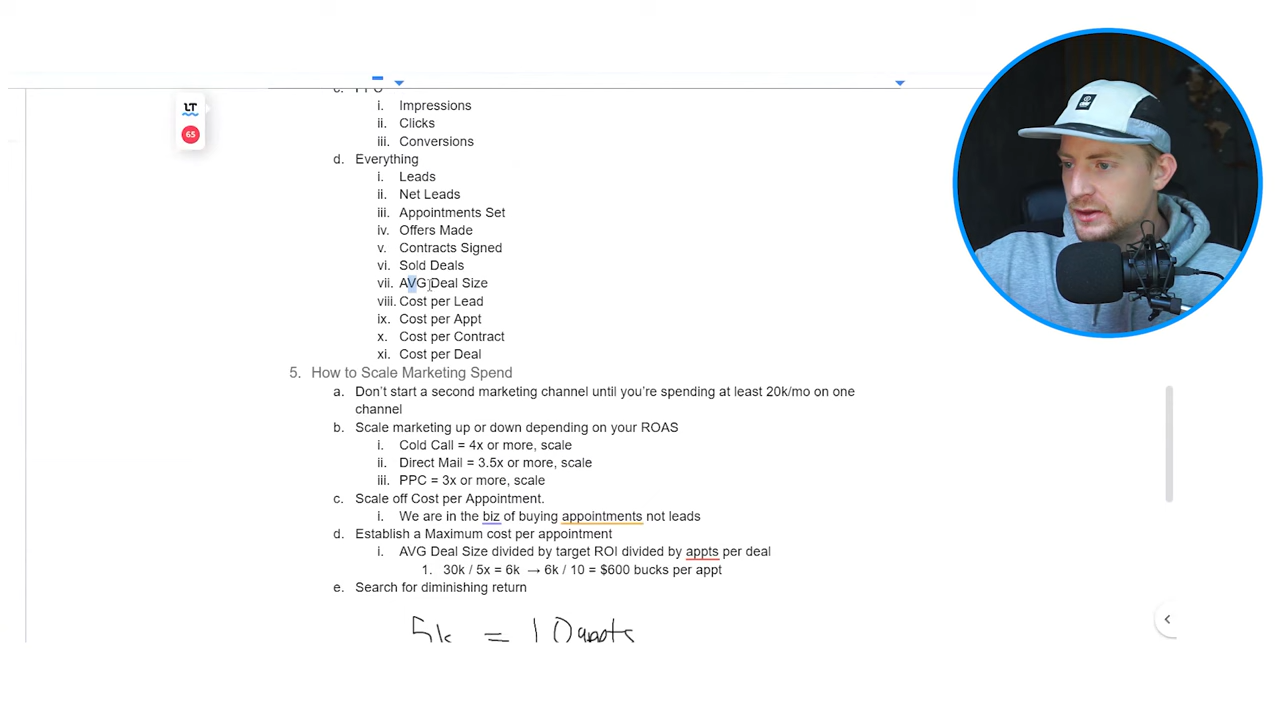 LT
65
i. Impressions
ii. Clicks
iii. Conversions
d. Everything
i. Leads
ii. Net Leads
iii. Appointments Set
iv. Offers Made
v. Contracts Signed
vi. Sold Deals
vii. AVG Deal Size
viii. Cost per Lead
ix. Cost per Appt
x. Cost per Contract
xi. Cost per Deal
5. How to Scale Marketing Spend
a. Don't start a second marketing channel until you're spending at least 20k/mo on one
channel
b. Scale marketing up or down depending on your ROAS
i. Cold Call = 4x or more, scale
ii. Direct Mail = 3.5x or more, scale
iii. PPC = 3x or more, scale
c. Scale off Cost per Appointment.
i. We are in the biz of buying appointments not leads
d. Establish a Maximum cost per appointment
i. AVG Deal Size divided by target ROI divided by appts per deal
1. 30k / 5x = 6k → 6k / 10 = $600 bucks per appt
e. Search for diminishing return
5k = 10 appts